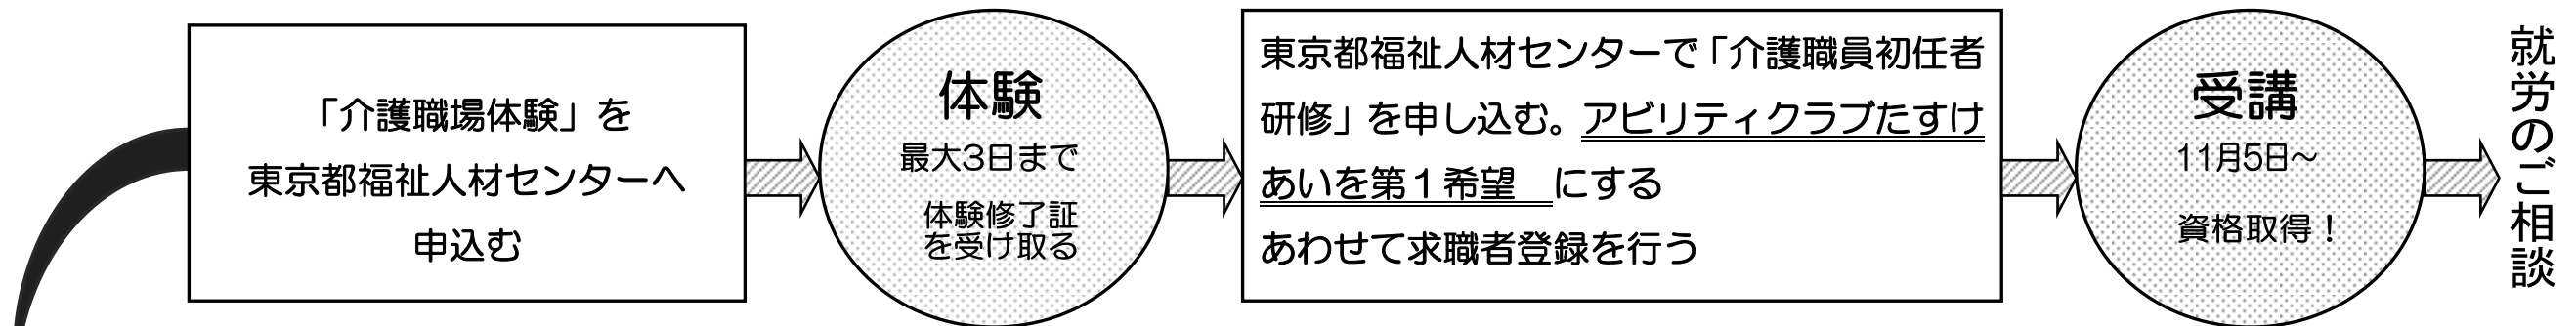 「介護職場体験」を
東京都福祉人材センターへ
申込む
体験
最大3日まで
体験修了証
を受け取る
東京都福祉人材センターで「介護職員初任者
研修」を申し込む。アビリティクラブたすけ
あいを第１希望　にする
あわせて求職者登録を行う
受講
11月5日～
資格取得！
就労のご相談